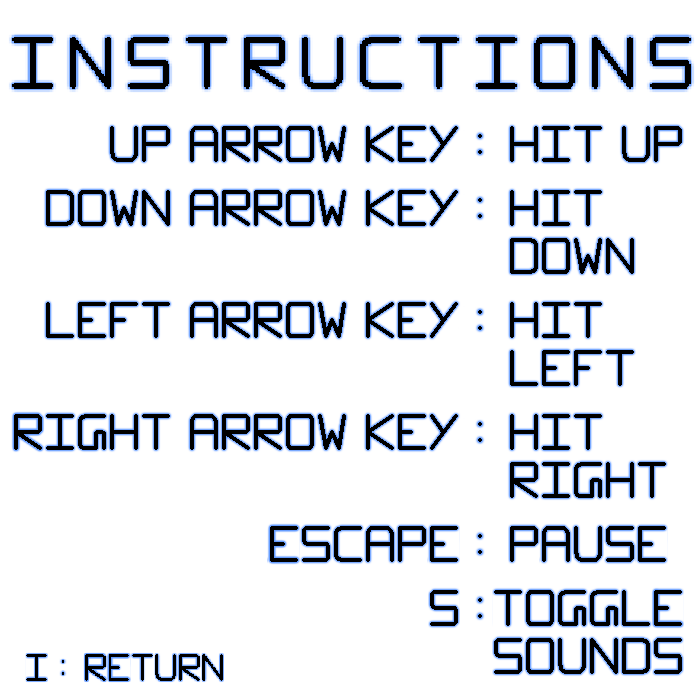 INSTRUCTIONS
UP ARROW KEY : HIT UP
DOWN ARROW KEY : HIT
DOWN
LEFT ARROW KEY : HIT
LEFT
RIGHT ARROW KEY : HIT
RIGHT
ESCAPE : PAUSE
S :TOGGLE
SOUNDS
I : RETURN